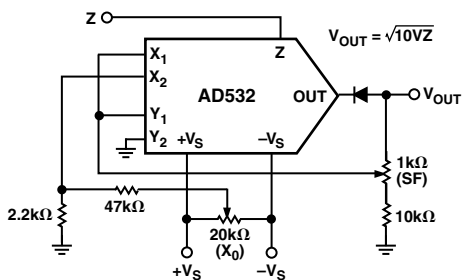 Z
V_OUT = √10VZ
X₁
Z
X₂
AD532
OUT
V_OUT
Y₁
Y₂
+V_S
–V_S
1kΩ
(SF)
47kΩ
2.2kΩ
20kΩ
(X₀)
10kΩ
+V_S
–V_S